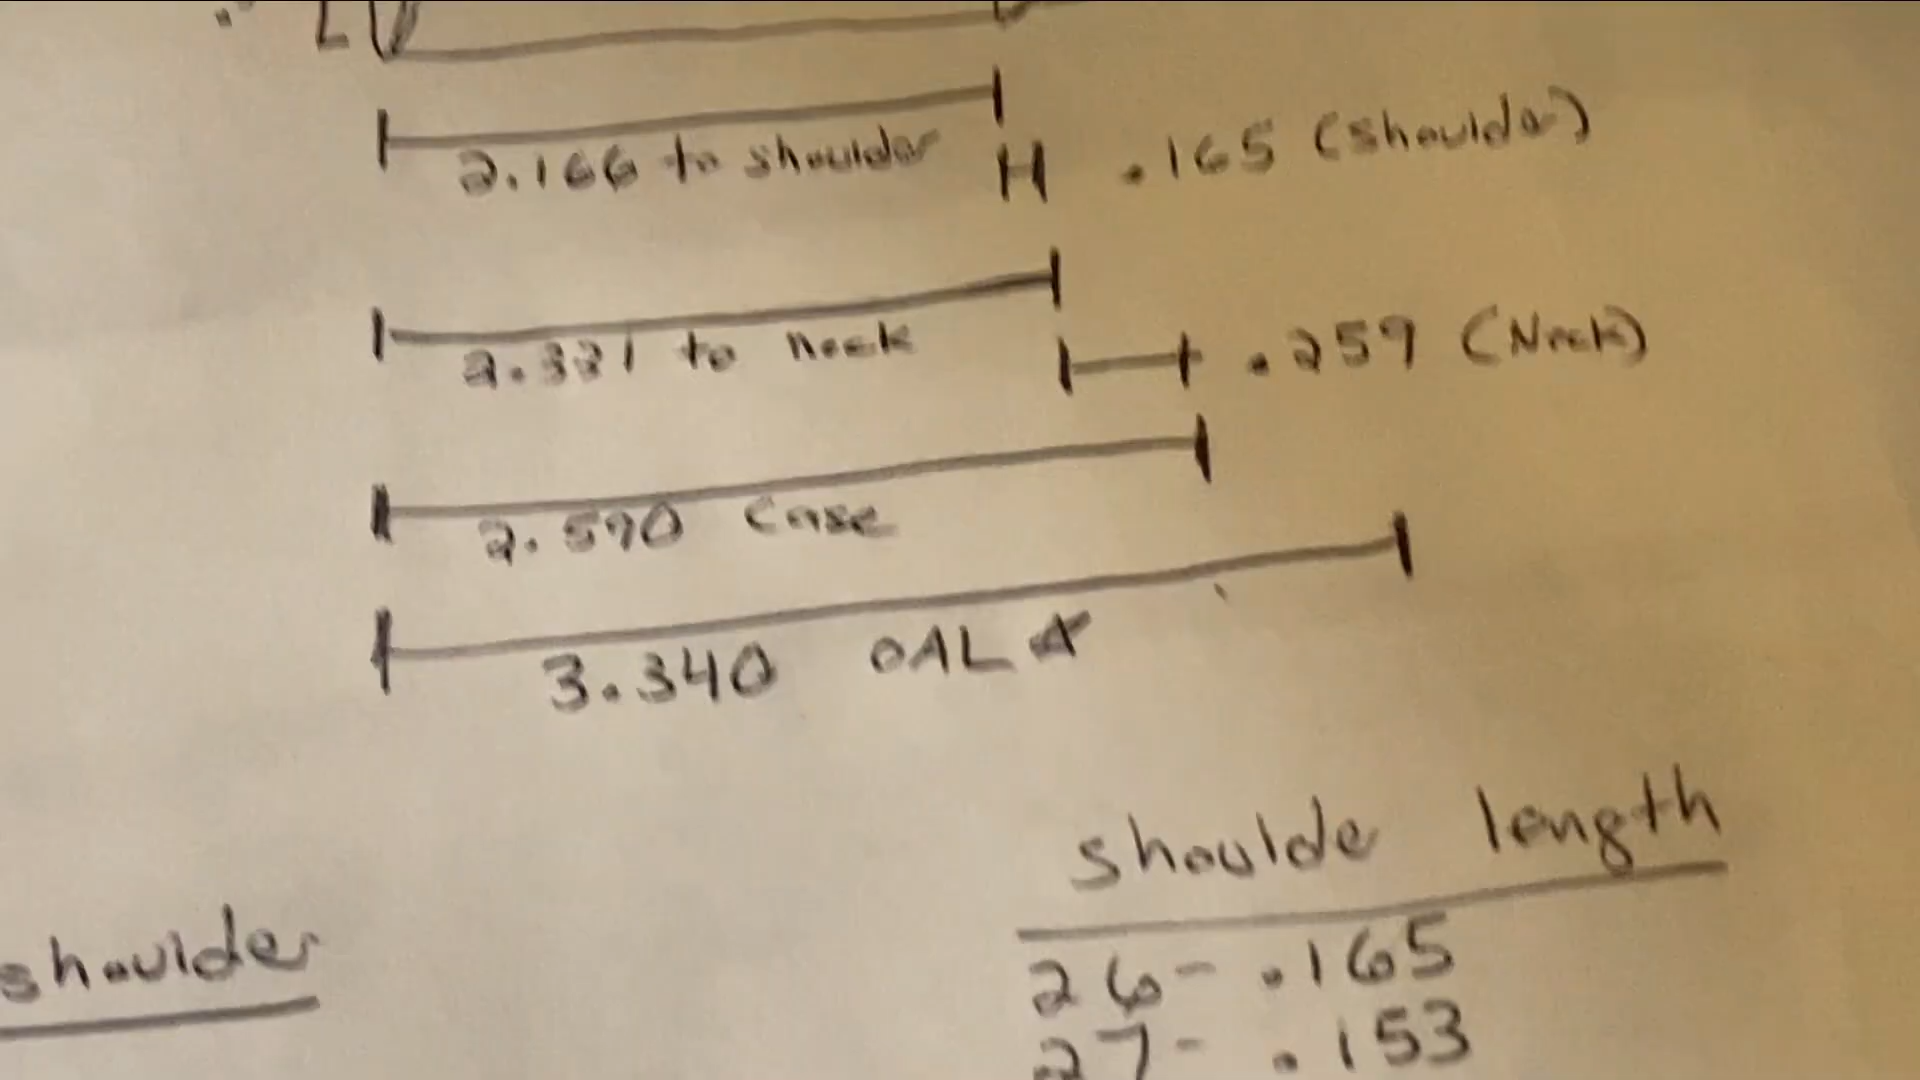 2.166 to shoulder
.165 (shoulder)
2.331 to neck
.259 (Neck)
2.590 Case
3.340 OAL
shoulde length
shoulder
26- .165
27- .153